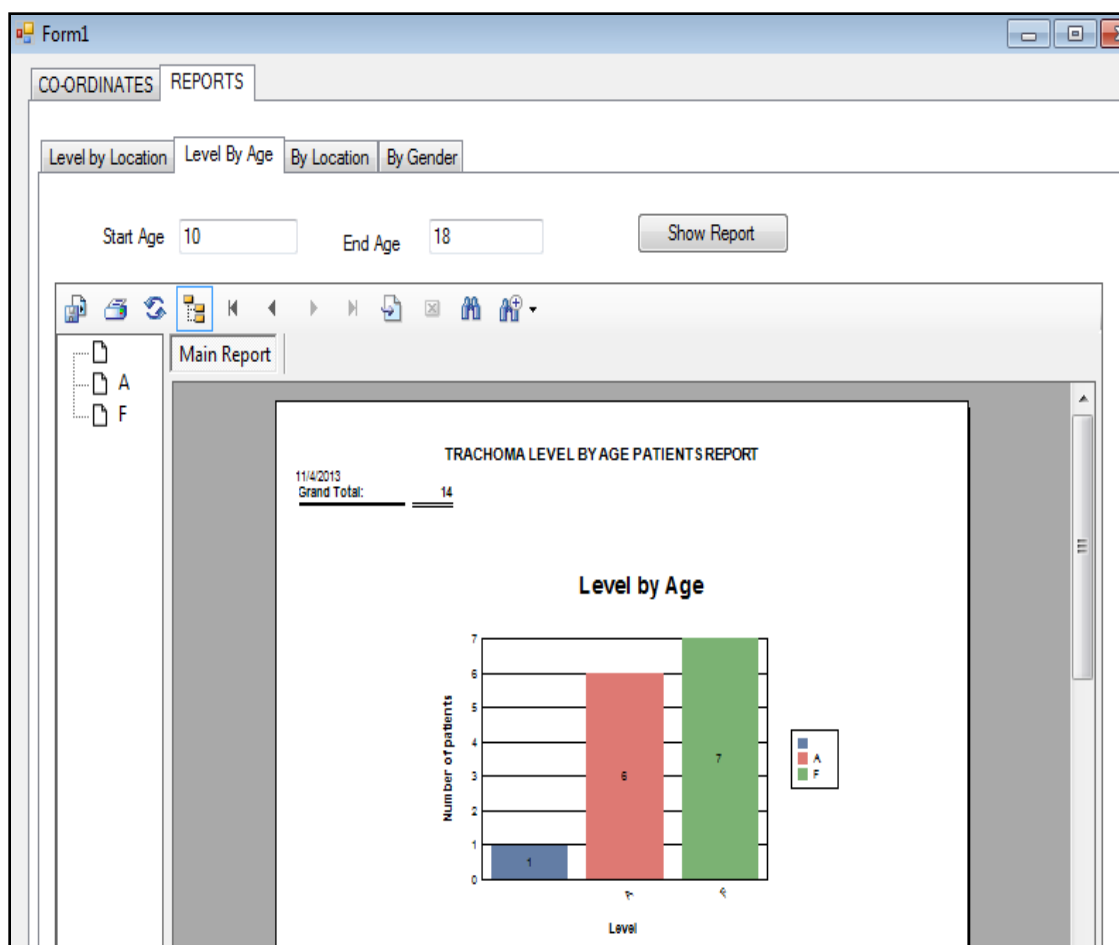 Form1
CO-ORDINATES REPORTS
Level by Location Level By Age By Location By Gender
Start Age 10 End Age 18 Show Report
Main Report
A
F
TRACHOMA LEVEL BY AGE PATIENTS REPORT
11/4/2013
Grand Total: 14
Level by Age
Number of patients
7
6
5
4
3
2
1
0
1
6
7
A
F
Level
A
F